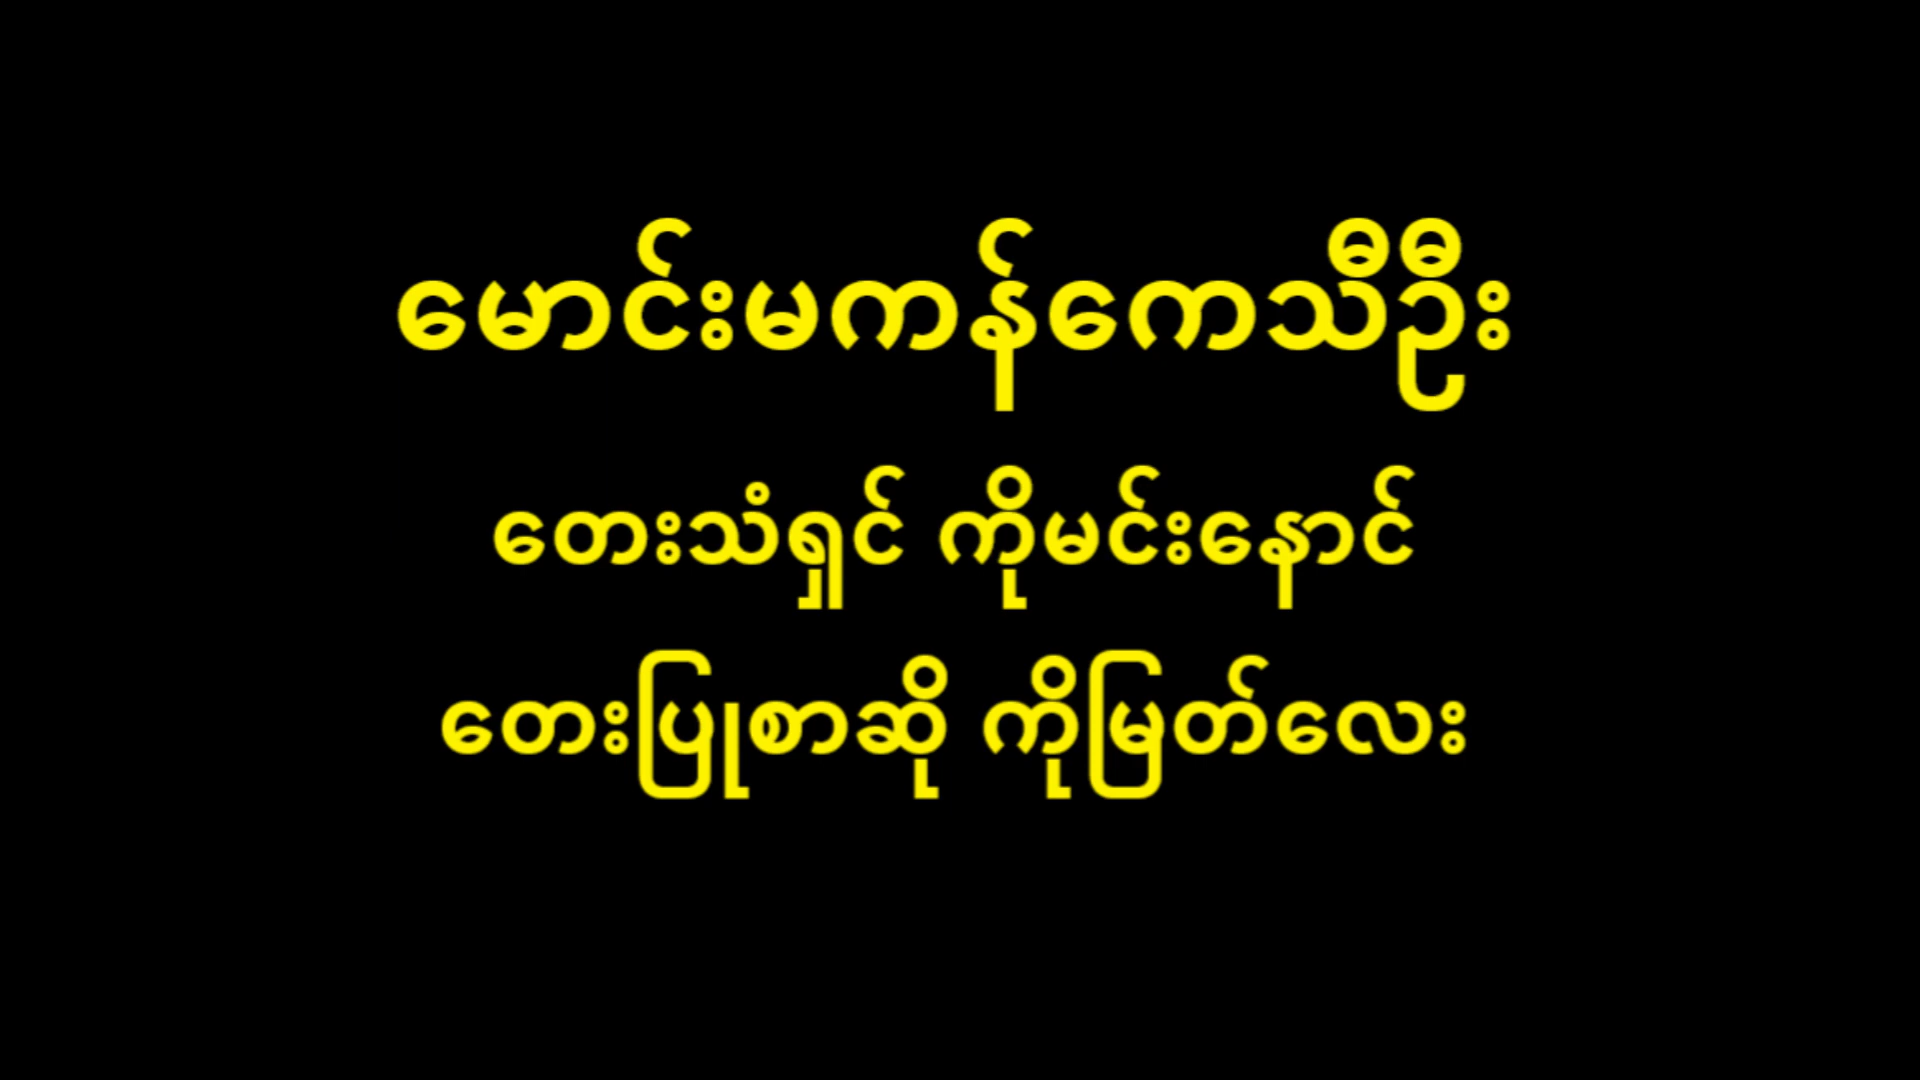 မောင်းမကန်ကေသီဦး
တေးသံရှင် ကိုမင်းနောင်
တေးပြုစာဆို ကိုမြတ်လေး